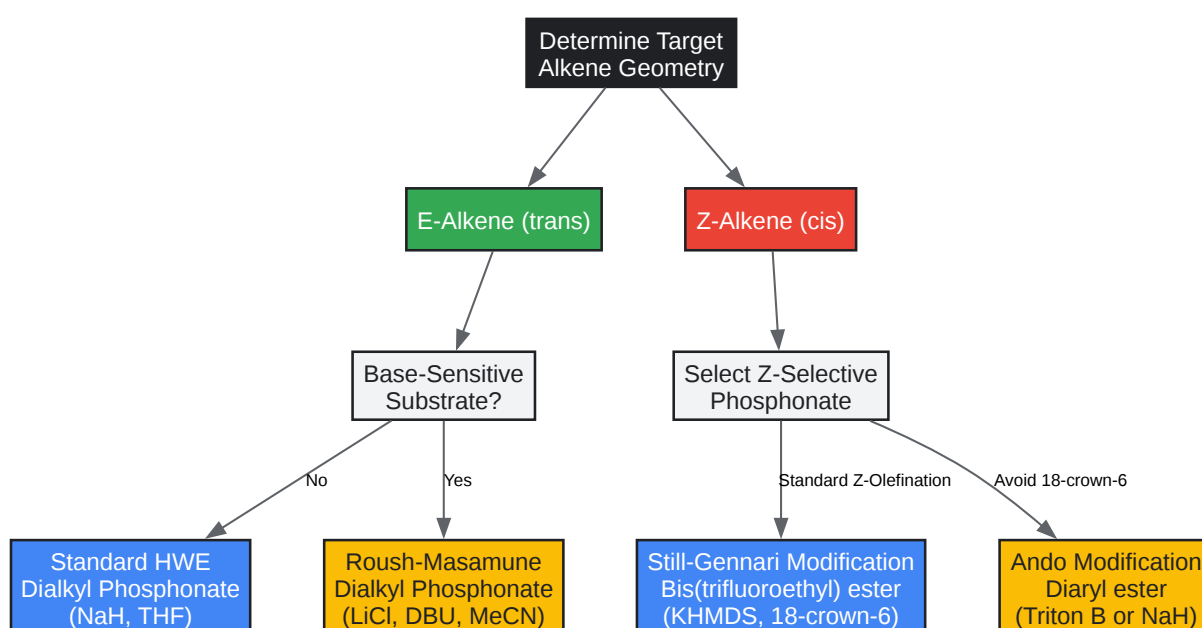 Determine Target
Alkene Geometry
E-Alkene (trans)
Z-Alkene (cis)
Base-Sensitive
Substrate?
Select Z-Selective
Phosphonate
No
Yes
Standard Z-Olefination
Avoid 18-crown-6
Standard HWE
Dialkyl Phosphonate
(NaH, THF)
Roush-Masamune
Dialkyl Phosphonate
(LiCl, DBU, MeCN)
Still-Gennari Modification
Bis(trifluoroethyl) ester
(KHMDS, 18-crown-6)
Ando Modification
Diaryl ester
(Triton B or NaH)